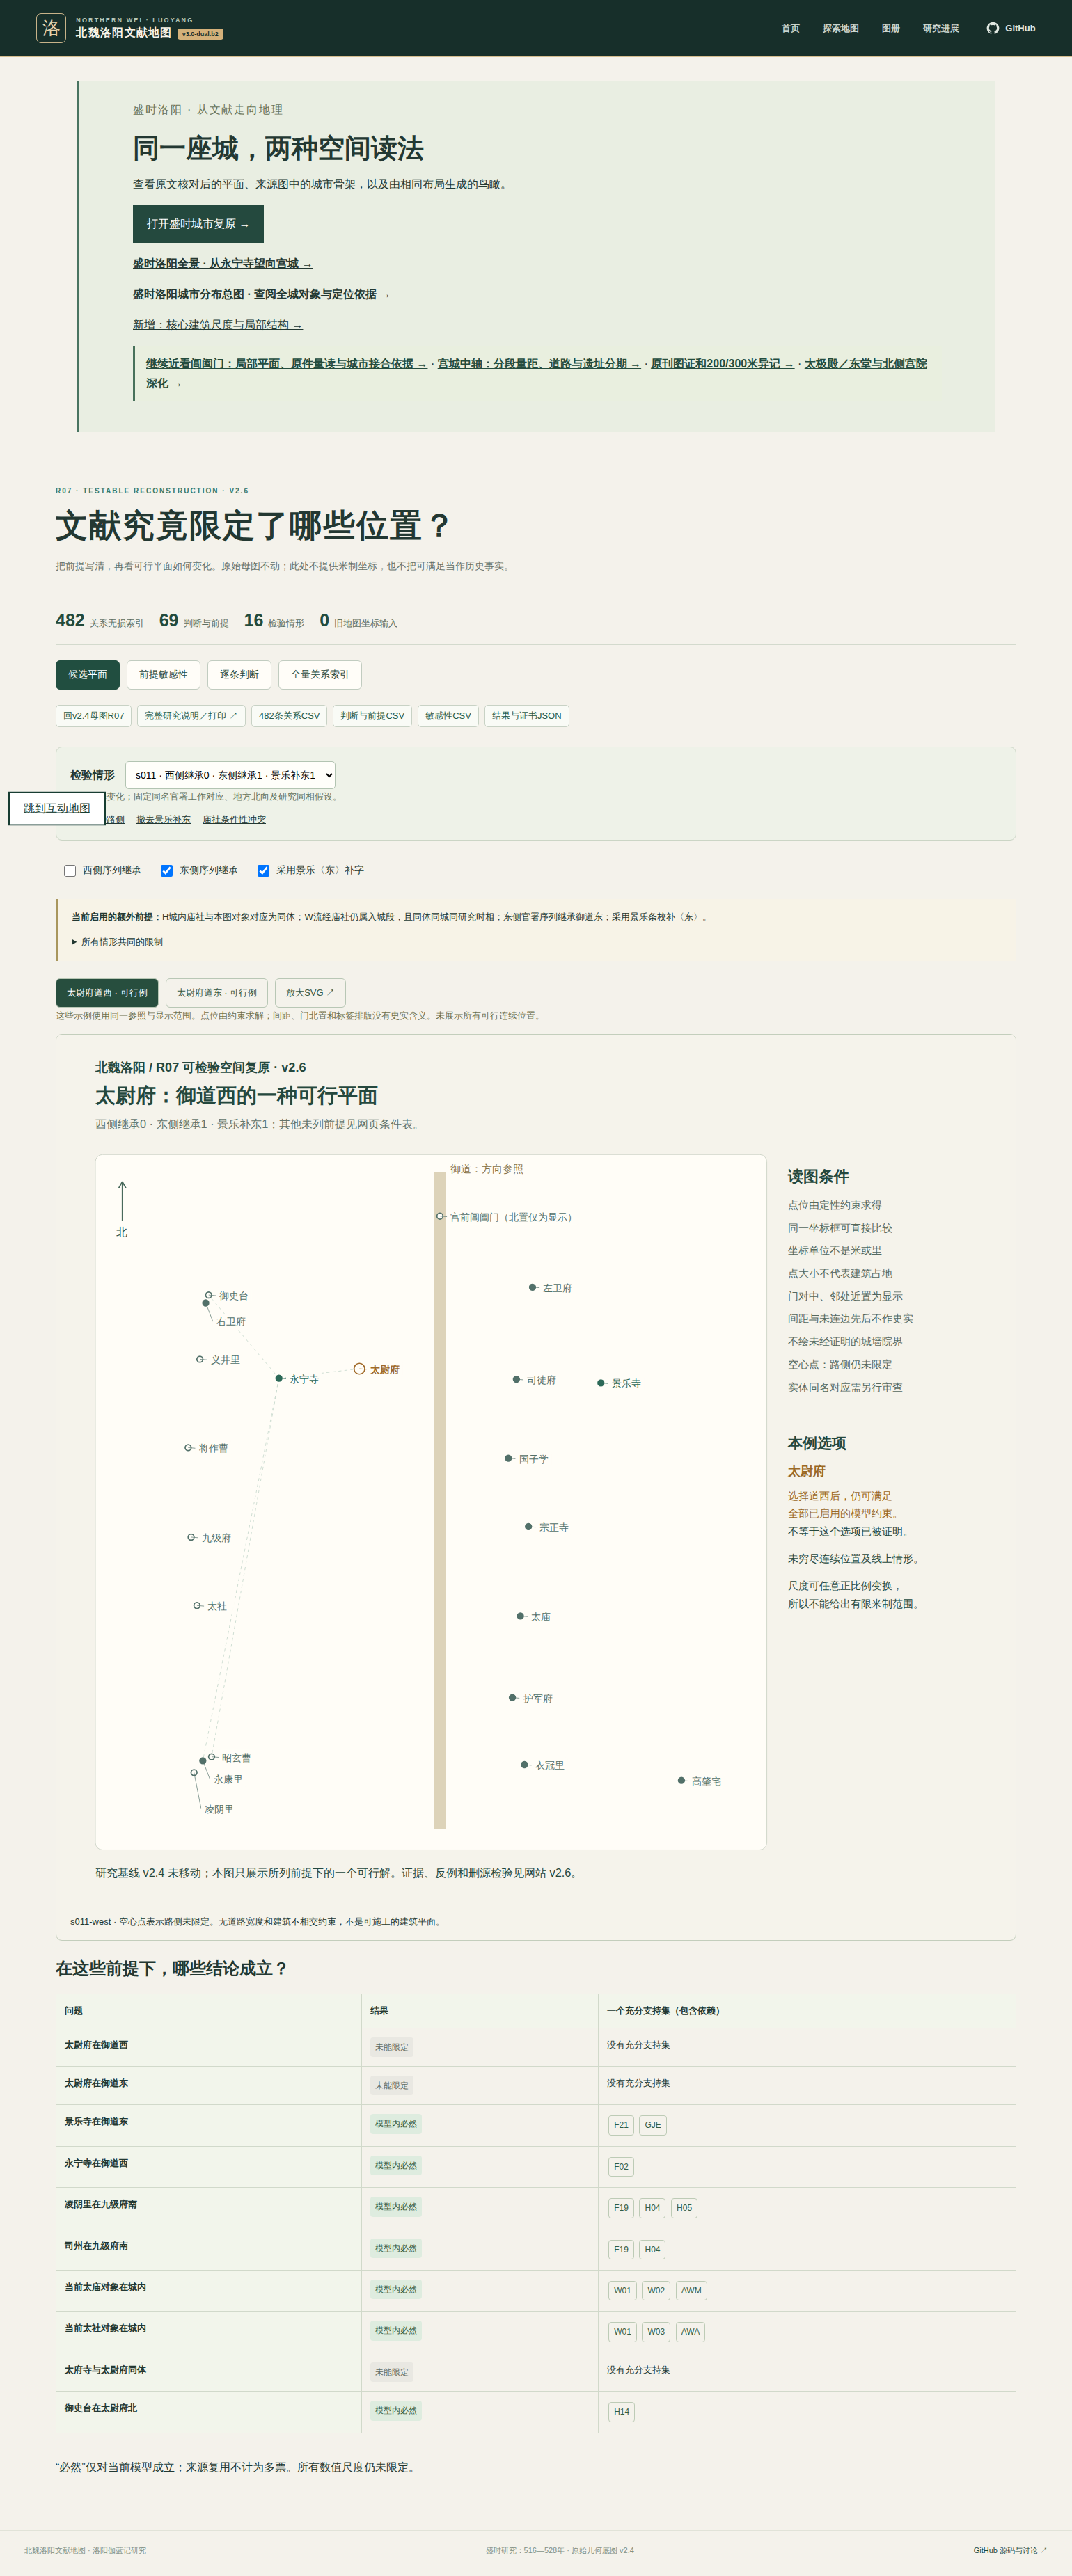 洛
NORTHERN WEI · LUOYANG
北魏洛阳文献地图 v3.0-dual.b2
首页 探索地图 图册 研究进展 GitHub
盛时洛阳 · 从文献走向地理
同一座城，两种空间读法
查看原文核对后的平面、来源图中的城市骨架，以及由相同布局生成的鸟瞰。
打开盛时城市复原 →
盛时洛阳全景 · 从永宁寺望向宫城 →
盛时洛阳城市分布总图 · 查阅全城对象与定位依据 →
新增：核心建筑尺度与局部结构 →
继续近看阊阖门：局部平面、原件量读与城市接合依据 → · 宫城中轴：分段量距、道路与遗址分期 → · 原刊图证和200/300米异记 → · 太极殿／东堂与北侧宫院
深化 →
R07 · TESTABLE RECONSTRUCTION · V2.6
文献究竟限定了哪些位置？
把前提写清，再看可行平面如何变化。原始母图不动；此处不提供米制坐标，也不把可满足当作历史事实。
482 关系无损索引 69 判断与前提 16 检验情形 0 旧地图坐标输入
候选平面 前提敏感性 逐条判断 全量关系索引
回v2.4母图R07 完整研究说明／打印 ↗ 482条关系CSV 判断与前提CSV 敏感性CSV 结果与证书JSON
检验情形 s011 · 西侧继承0 · 东侧继承1 · 景乐补东1
变化；固定同名官署工作对应、地方北向及研究同相假设。
跳到互动地图
路侧 撤去景乐补东 庙社条件性冲突
西侧序列继承 东侧序列继承 采用景乐〈东〉补字
当前启用的额外前提：H城内庙社与本图对象对应为同体；W流经庙社仍属入城段，且同体同城同研究时相；东侧官署序列继承御道东；采用景乐条校补〈东〉。
▶ 所有情形共同的限制
太尉府道西 · 可行例 太尉府道东 · 可行例 放大SVG ↗
这些示例使用同一参照与显示范围。点位由约束求解；间距、门北置和标签排版没有史实含义。未展示所有可行连续位置。
北魏洛阳 / R07 可检验空间复原 · v2.6
太尉府：御道西的一种可行平面
西侧继承0 · 东侧继承1 · 景乐补东1；其他未列前提见网页条件表。
御道：方向参照
北
宫前阊阖门（北置仅为显示）
御史台
左卫府
右卫府
义井里
太尉府
永宁寺
司徒府
景乐寺
将作曹
国子学
九级府
宗正寺
太社
太庙
护军府
昭玄曹
衣冠里
永康里
高肇宅
凌阴里
读图条件
点位由定性约束求得
同一坐标框可直接比较
坐标单位不是米或里
点大小不代表建筑占地
门对中、邻处近置为显示
间距与未连边先后不作史实
不绘未经证明的城墙院界
空心点：路侧仍未限定
实体同名对应需另行审查
本例选项
太尉府
选择道西后，仍可满足
全部已启用的模型约束。
不等于这个选项已被证明。
未穷尽连续位置及线上情形。
尺度可任意正比例变换，
所以不能给出有限米制范围。
研究基线 v2.4 未移动；本图只展示所列前提下的一个可行解。证据、反例和删源检验见网站 v2.6。
s011-west · 空心点表示路侧未限定。无道路宽度和建筑不相交约束，不是可施工的建筑平面。
在这些前提下，哪些结论成立？
问题 结果 一个充分支持集（包含依赖）
太尉府在御道西 未能限定 没有充分支持集
太尉府在御道东 未能限定 没有充分支持集
景乐寺在御道东 模型内必然 F21 GJE
永宁寺在御道西 模型内必然 F02
凌阴里在九级府南 模型内必然 F19 H04 H05
司州在九级府南 模型内必然 F19 H04
当前太庙对象在城内 模型内必然 W01 W02 AWM
当前太社对象在城内 模型内必然 W01 W03 AWA
太府寺与太尉府同体 未能限定 没有充分支持集
御史台在太尉府北 模型内必然 H14
“必然”仅对当前模型成立；来源复用不计为多票。所有数值尺度仍未限定。
北魏洛阳文献地图 · 洛阳伽蓝记研究 盛时研究：516—528年 · 原始几何底图 v2.4 GitHub 源码与讨论 ↗